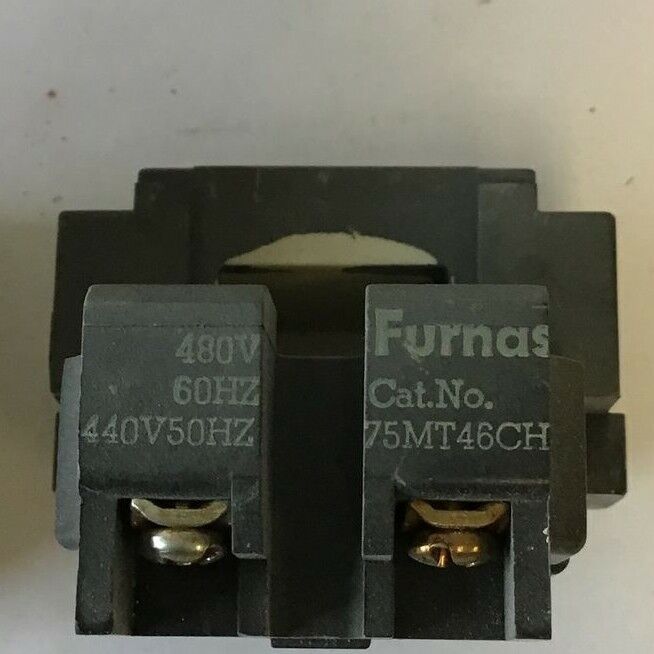 480V
60HZ
440V50HZ
Furnas
Cat.No.
75MT46CH